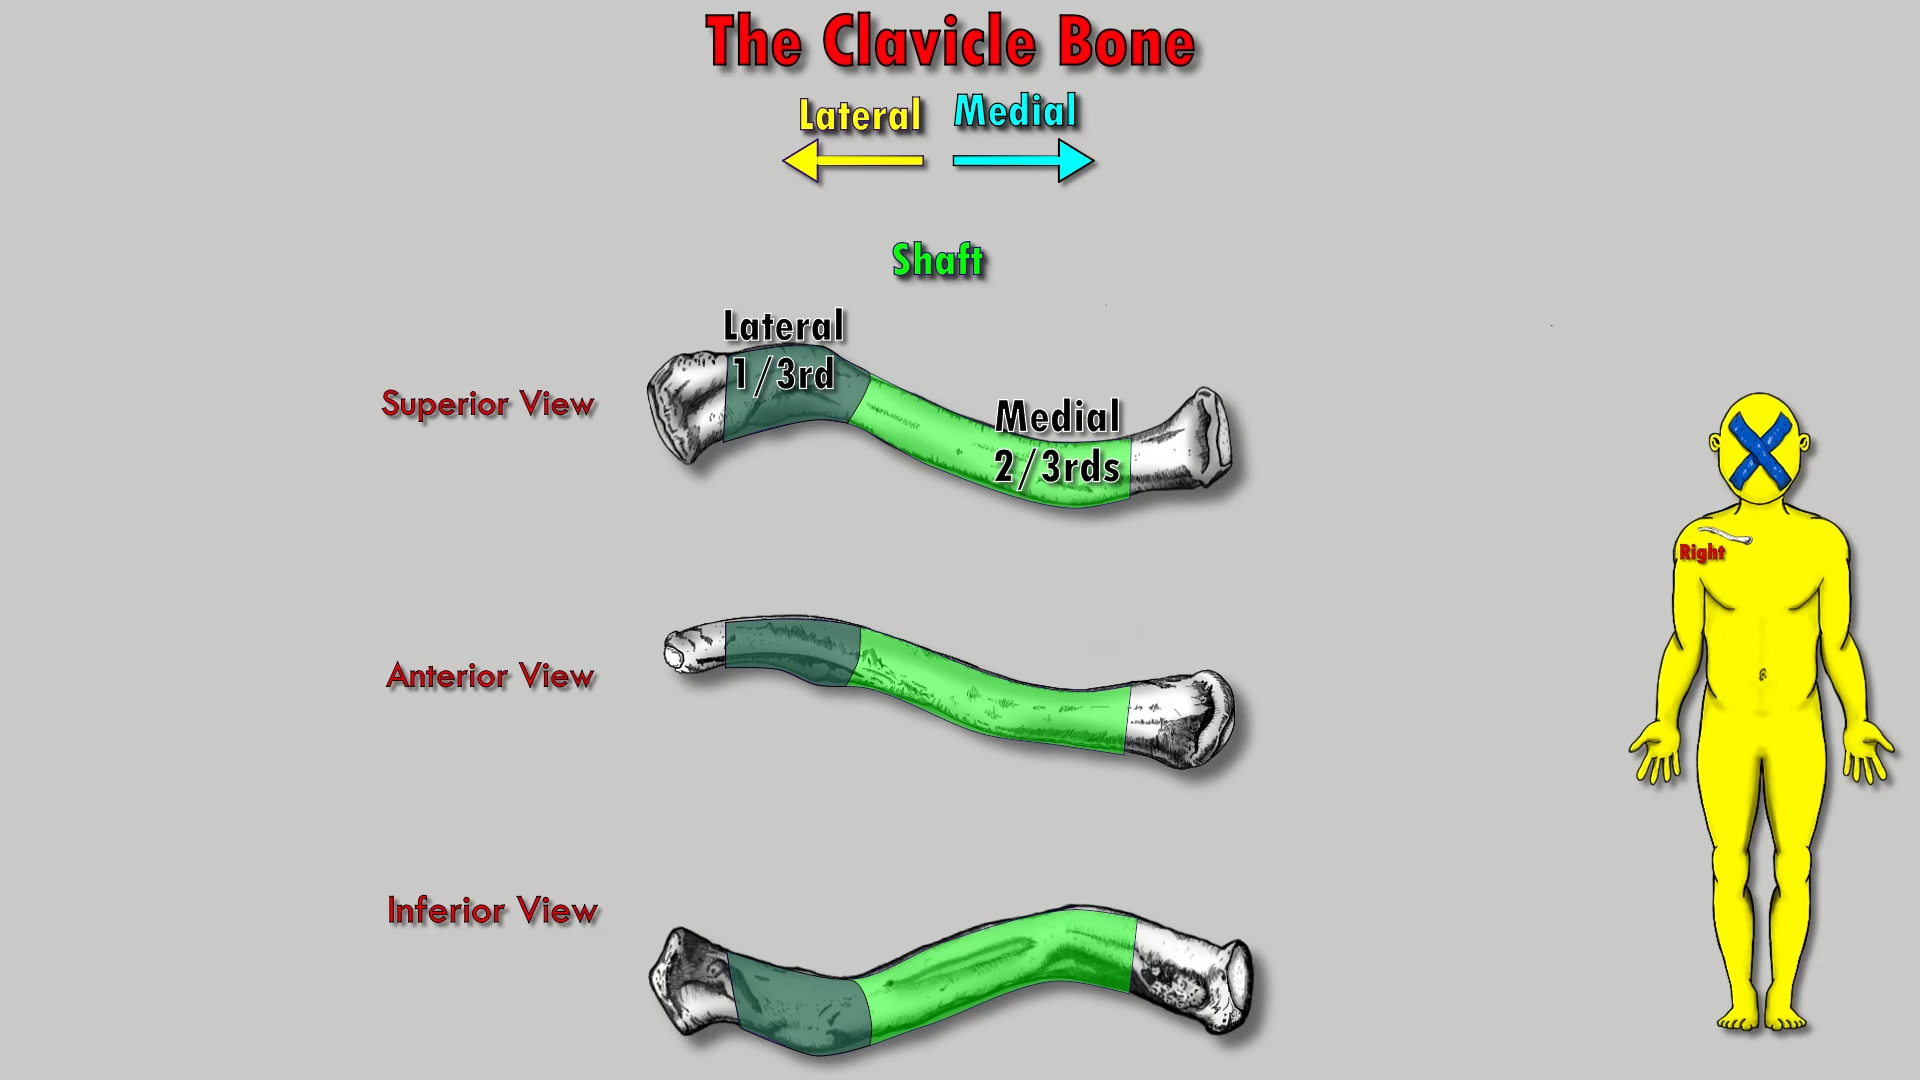 The Clavicle Bone
Lateral Medial
Shaft
Lateral
1/3rd
Superior View
Medial
2/3rds
Right
Anterior View
Inferior View